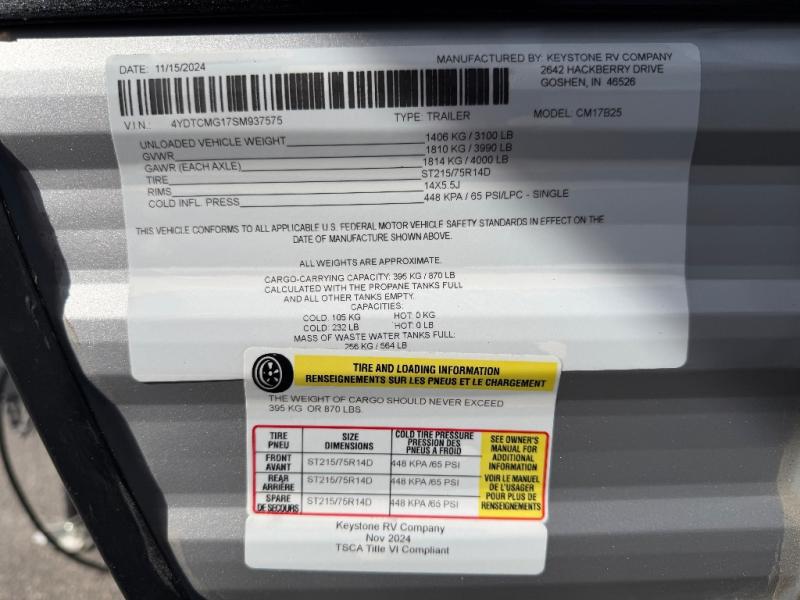 DATE: 11/15/2024
MANUFACTURED BY: KEYSTONE RV COMPANY
2642 HACKBERRY DRIVE
GOSHEN, IN 46526
V.I.N.: 4YDTCMG17SM937575 TYPE: TRAILER MODEL: CM17B25
UNLOADED VEHICLE WEIGHT 1406 KG / 3100 LB
GVWR 1810 KG / 3990 LB
GAWR (EACH AXLE) 1814 KG / 4000 LB
TIRE ST215/75R14D
RIMS 14X5.5J
COLD INFL. PRESS 448 KPA / 65 PSI/LPC - SINGLE
THIS VEHICLE CONFORMS TO ALL APPLICABLE U.S. FEDERAL MOTOR VEHICLE SAFETY STANDARDS IN EFFECT ON THE
DATE OF MANUFACTURE SHOWN ABOVE.
ALL WEIGHTS ARE APPROXIMATE.
CARGO-CARRYING CAPACITY: 395 KG / 870 LB
CALCULATED WITH THE PROPANE TANKS FULL
AND ALL OTHER TANKS EMPTY.
CAPACITIES:
COLD: 105 KG HOT: 0 KG
COLD: 232 LB HOT: 0 LB
MASS OF WASTE WATER TANKS FULL:
256 KG / 564 LB
TIRE AND LOADING INFORMATION
RENSEIGNEMENTS SUR LES PNEUS ET LE CHARGEMENT
THE WEIGHT OF CARGO SHOULD NEVER EXCEED
395 KG OR 870 LBS.
TIRE
PNEU
SIZE
DIMENSIONS
COLD TIRE PRESSURE
PRESSION DES
PNEUS A FROID
FRONT
AVANT
ST215/75R14D
448 KPA /65 PSI
REAR
ARRIÈRE
ST215/75R14D
448 KPA /65 PSI
SPARE
DE SECOURS
ST215/75R14D
448 KPA /65 PSI
SEE OWNER'S
MANUAL FOR
ADDITIONAL
INFORMATION
VOIR LE MANUEL
DE L'USAGER
POUR PLUS DE
RENSEIGNEMENTS
Keystone RV Company
Nov 2024
TSCA Title VI Compliant